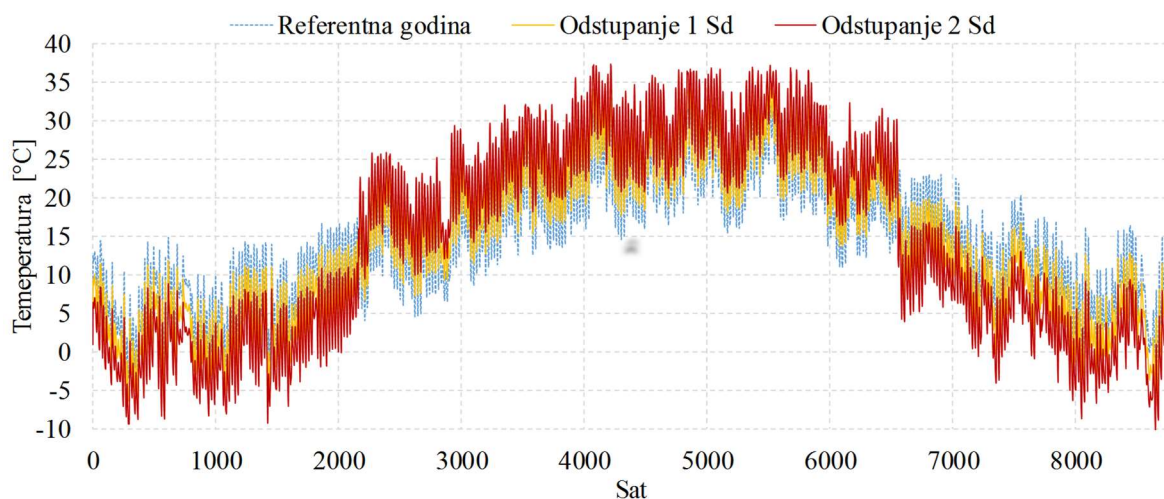 Referentna godina Odstupanje 1 Sd Odstupanje 2 Sd
40
35
30
25
20
15
10
5
0
-5
-10
Temeperatura [°C]
0 1000 2000 3000 4000 5000 6000 7000 8000
Sat